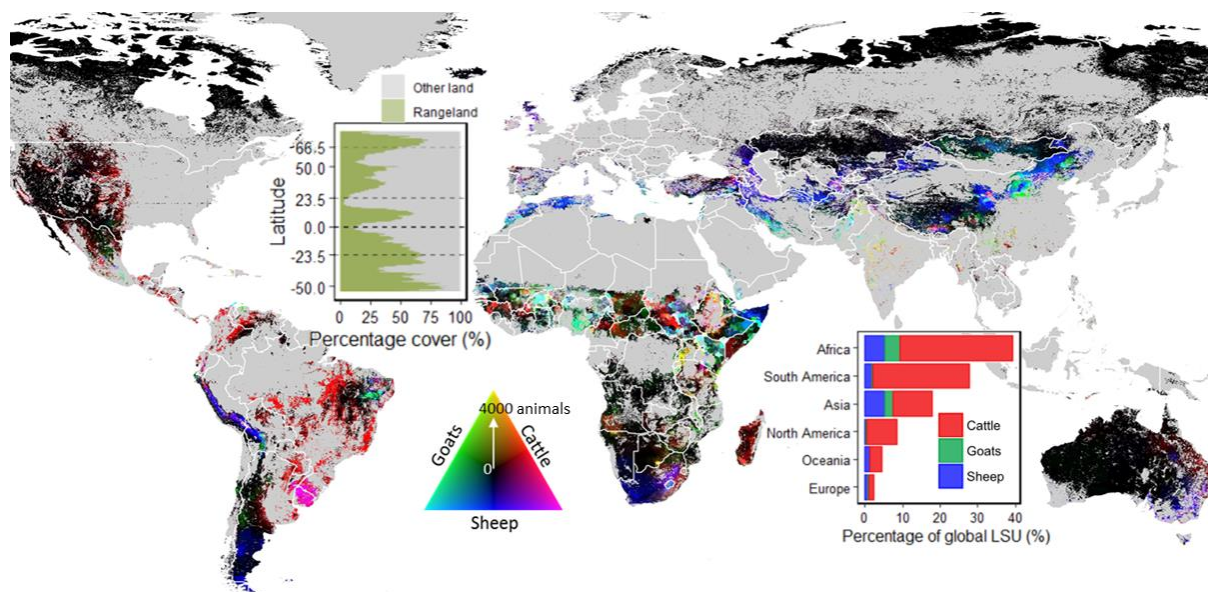 Other land
Rangeland
Latitude
66.5
50.0
23.5
0.0
-23.5
-50.0
0 25 50 75 100
Percentage cover (%)
4000 animals
0
Goats
Cattle
Sheep
Africa
South America
Asia
North America
Oceania
Europe
Cattle
Goats
Sheep
0 10 20 30 40
Percentage of global LSU (%)